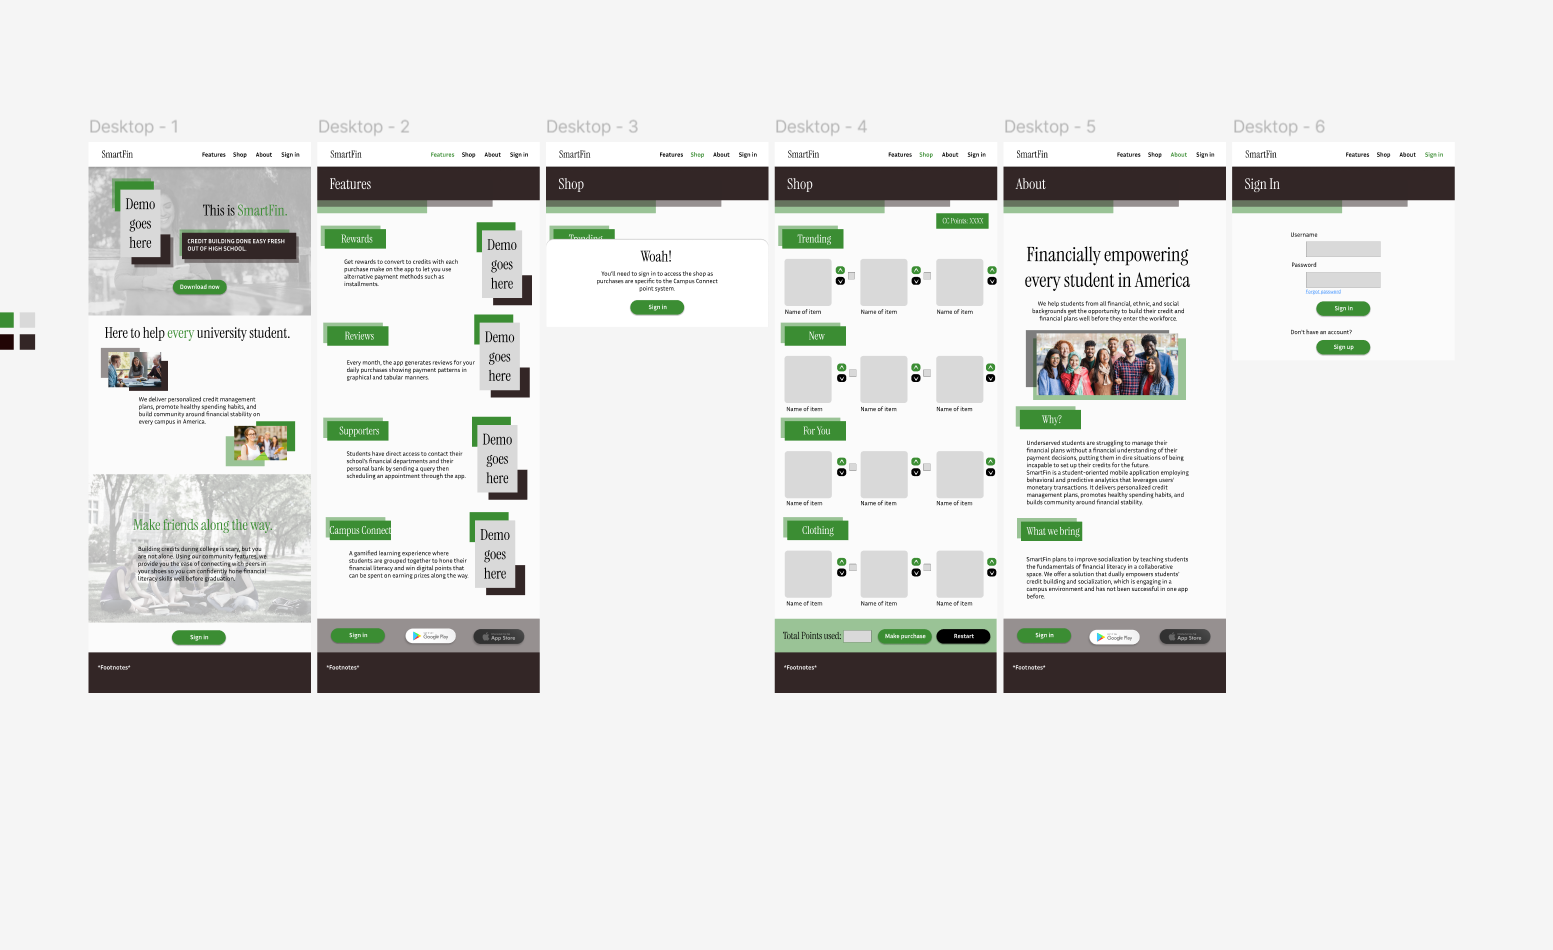 Desktop - 1
SmartFin
Features Shop About Sign in
Demo
goes
here
This is SmartFin.
CREDIT BUILDING DONE EASY FRESH
OUT OF HIGH SCHOOL.
Download now
Here to help every university student.
We deliver personalized credit management
plans, promote healthy spending habits, and
build community around financial stability on
every campus in America.
Make friends along the way.
Building credits during college is scary, but you
are not alone. Using our community features, we
provide you the ease of connecting with peers in
your shoes so you can confidently hone financial
literacy skills well before graduation.
Sign in
*Footnotes*
Desktop - 2
SmartFin
Features Shop About Sign in
Features
Rewards
Get rewards to convert to credits with each
purchase make on the app to let you use
alternative payment methods such as
installments.
Demo
goes
here
Reviews
Every month, the app generates reviews for your
daily purchases showing payment patterns in
graphical and tabular manners.
Demo
goes
here
Supporters
Students have direct access to contact their
school's financial departments and their
personal bank by sending a query then
scheduling an appointment through the app.
Demo
goes
here
Campus Connect
A gamified learning experience where
students are grouped together to hone their
financial literacy and win digital points that
can be spent on earning prizes along the way.
Demo
goes
here
Sign in
Google Play
App Store
*Footnotes*
Desktop - 3
SmartFin
Features Shop About Sign in
Shop
Trending
Woah!
You'll need to sign in to access the shop as
purchases are specific to the Campus Connect
point system.
Sign in
Desktop - 4
SmartFin
Features Shop About Sign in
Shop
CC Points: XXXX
Trending
Name of item Name of item Name of item
New
Name of item Name of item Name of item
For You
Name of item Name of item Name of item
Clothing
Name of item Name of item Name of item
Total Points used:
Make purchase
Restart
*Footnotes*
Desktop - 5
SmartFin
Features Shop About Sign in
About
Financially empowering
every student in America
We help students from all financial, ethnic, and social
backgrounds get the opportunity to build their credit and
financial plans well before they enter the workforce.
Why?
Underserved students are struggling to manage their
financial plans without a financial understanding of their
payment decisions, putting them in dire situations of being
incapable to set up their credits for the future.
SmartFin is a student-oriented mobile application employing
behavioral and predictive analytics that leverages users'
monetary transactions. It delivers personalized credit
management plans, promotes healthy spending habits, and
builds community around financial stability.
What we bring
SmartFin plans to improve socialization by teaching students
the fundamentals of financial literacy in a collaborative
space. We offer a solution that dually empowers students'
credit building and socialization, which is engaging in a
campus environment and has not been successful in one app
before.
Sign in
Google Play
App Store
*Footnotes*
Desktop - 6
SmartFin
Features Shop About Sign in
Sign In
Username
Password
Forgot password
Sign in
Don't have an account?
Sign up